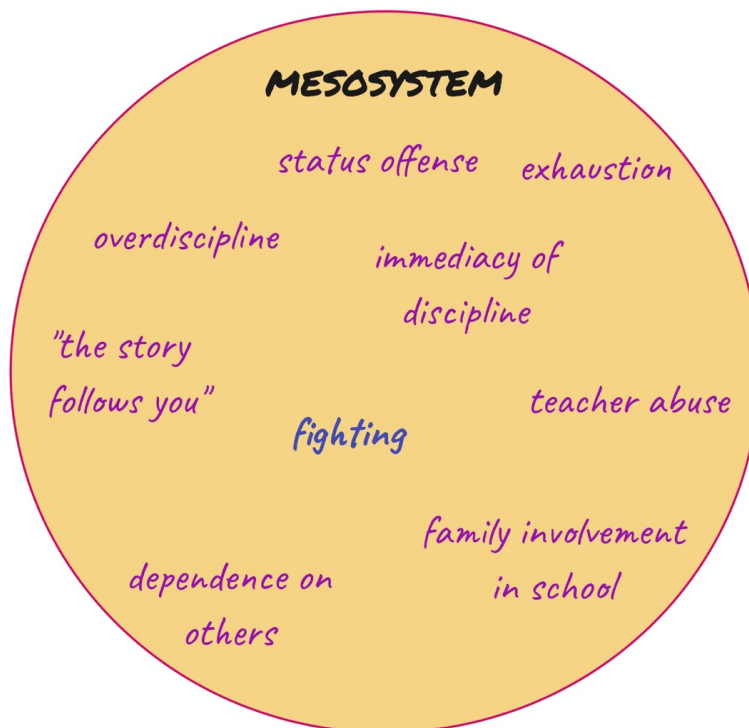 MESOSYSTEM
status offense
exhaustion
overdiscipline
immediacy of
discipline
"the story
follows you"
teacher abuse
fighting
family involvement
in school
dependence on
others